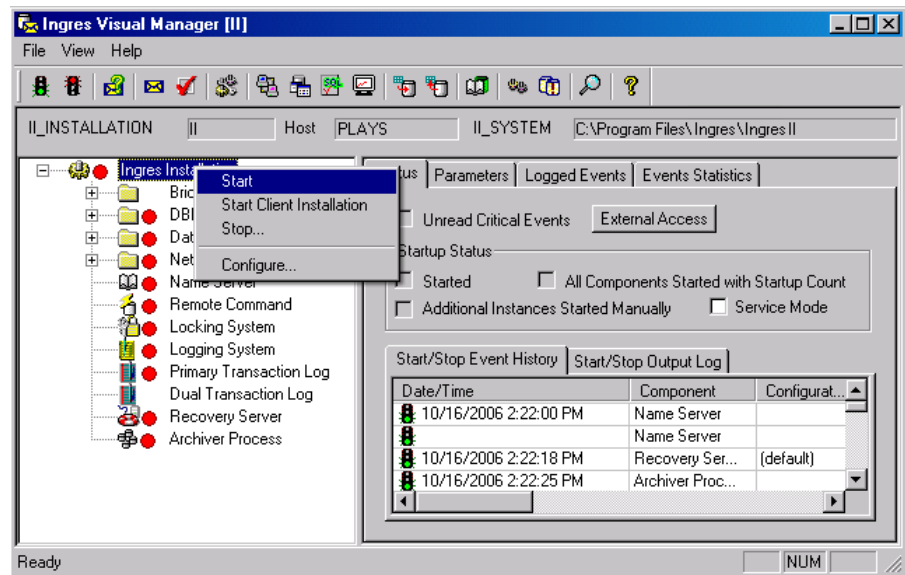 Ingres Visual Manager [II]
File View Help
II_INSTALLATION II Host PLAYS II_SYSTEM C:\Program Files\Ingres\Ingres II
Ingres
Start
Start Client Installation
Stop...
Configure...
Name Server
Remote Command
Locking System
Logging System
Primary Transaction Log
Dual Transaction Log
Recovery Server
Archiver Process
Parameters Logged Events Events Statistics
Unread Critical Events External Access
Startup Status
Started All Components Started with Startup Count
Additional Instances Started Manually Service Mode
Start/Stop Event History Start/Stop Output Log
Date/Time Component Configurat...
10/16/2006 2:22:00 PM Name Server
Name Server
10/16/2006 2:22:18 PM Recovery Ser... (default)
10/16/2006 2:22:25 PM Archiver Proc...
Ready NUM